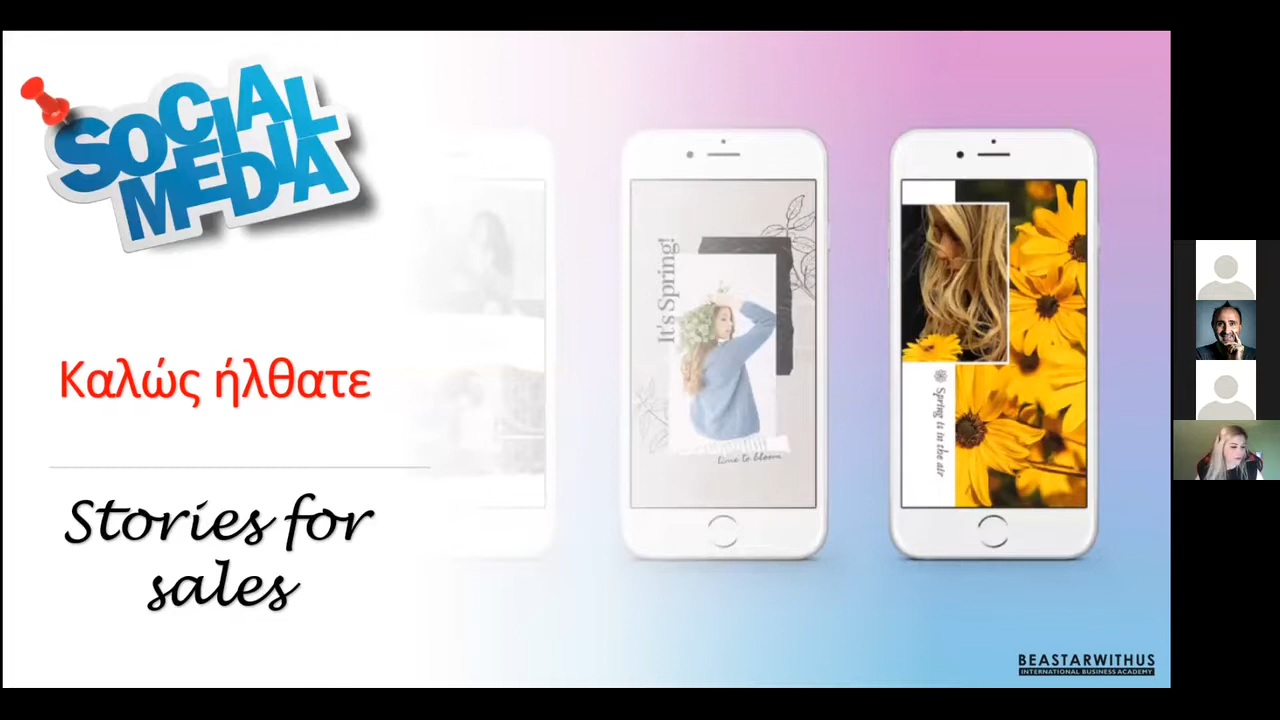 SOCIAL
MEDIA
Καλώς ήλθατε
Stories for
sales
It's Spring!
time to bloom
Spring is in the air
BEASTARWITHUS
INTERNATIONAL BUSINESS ACADEMY